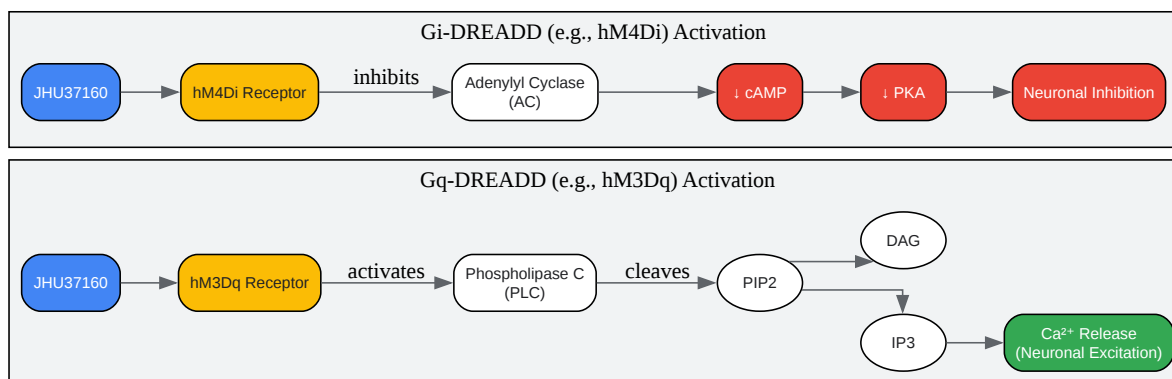 Gi-DREADD (e.g., hM4Di) Activation
JHU37160
hM4Di Receptor
inhibits
Adenylyl Cyclase
(AC)
↓ cAMP
↓ PKA
Neuronal Inhibition
Gq-DREADD (e.g., hM3Dq) Activation
JHU37160
hM3Dq Receptor
activates
Phospholipase C
(PLC)
cleaves
PIP2
DAG
IP3
Ca²⁺ Release
(Neuronal Excitation)